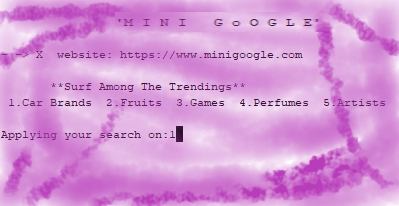 "M I N I   G o O G L E"
- -> X  website: https://www.minigoogle.com
**Surf Among The Trendings**
1.Car Brands  2.Fruits  3.Games  4.Perfumes  5.Artists
Applying your search on:1